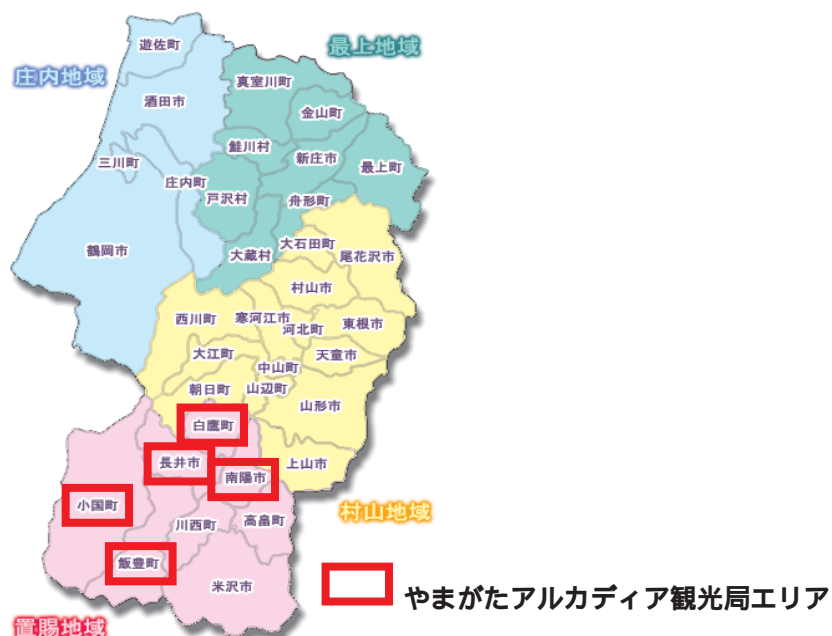 遊佐町
最上地域
庄内地域
真室川町
酒田市
金山町
鮭川村
新庄市
三川町
最上町
庄内町
戸沢村
舟形町
大石田町
鶴岡市
大蔵村
尾花沢市
村山市
西川町
寒河江市
河北町
東根市
大江町
天童市
中山町
朝日町
山辺町
山形市
白鷹町
長井市
上山市
南陽市
小国町
村山地域
川西町
高畠町
飯豊町
米沢市
やまがたアルカディア観光局エリア
置賜地域